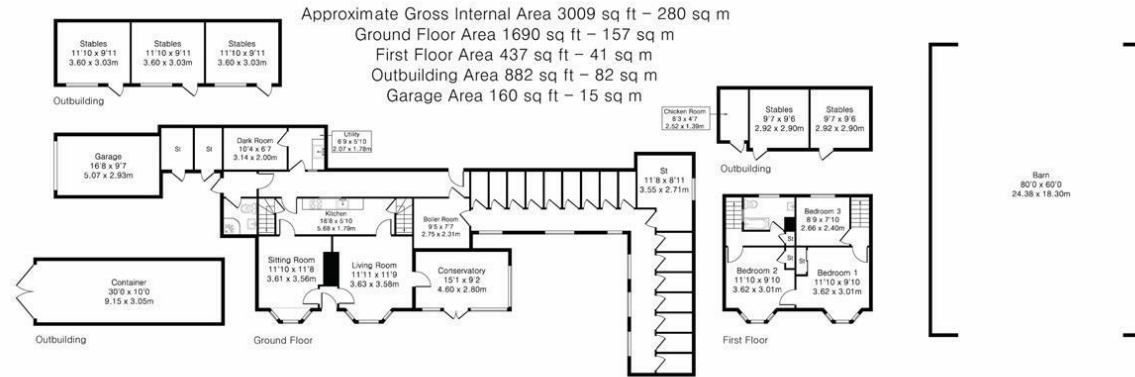 Approximate Gross Internal Area 3009 sq ft – 280 sq m
Ground Floor Area 1690 sq ft – 157 sq m
First Floor Area 437 sq ft – 41 sq m
Outbuilding Area 882 sq ft – 82 sq m
Garage Area 160 sq ft – 15 sq m
Stables
11'10 x 9'11
3.60 x 3.03m
Stables
11'10 x 9'11
3.60 x 3.03m
Stables
11'10 x 9'11
3.60 x 3.03m
Outbuilding
Garage
16'8 x 9'7
5.07 x 2.93m
St
St
Dark Room
10'4 x 6'7
3.14 x 2.00m
Utility
6'9 x 5'10
2.07 x 1.78m
Kitchen
18'8 x 5'10
5.68 x 1.79m
Boiler Room
9'5 x 7'7
2.75 x 2.31m
St
11'8 x 8'11
3.55 x 2.71m
Sitting Room
11'10 x 11'8
3.61 x 3.56m
Living Room
11'11 x 11'9
3.63 x 3.58m
Conservatory
15'1 x 9'2
4.60 x 2.80m
Ground Floor
Container
30'0 x 10'0
9.15 x 3.05m
Outbuilding
Chicken Room
8'3 x 4'7
2.52 x 1.39m
Stables
9'7 x 9'6
2.92 x 2.90m
Stables
9'7 x 9'6
2.92 x 2.90m
Outbuilding
Bedroom 3
8'9 x 7'10
2.66 x 2.40m
St
St
St
Bedroom 2
11'10 x 9'10
3.62 x 3.01m
Bedroom 1
11'10 x 9'10
3.62 x 3.01m
First Floor
Barn
80'0 x 60'0
24.38 x 18.30m